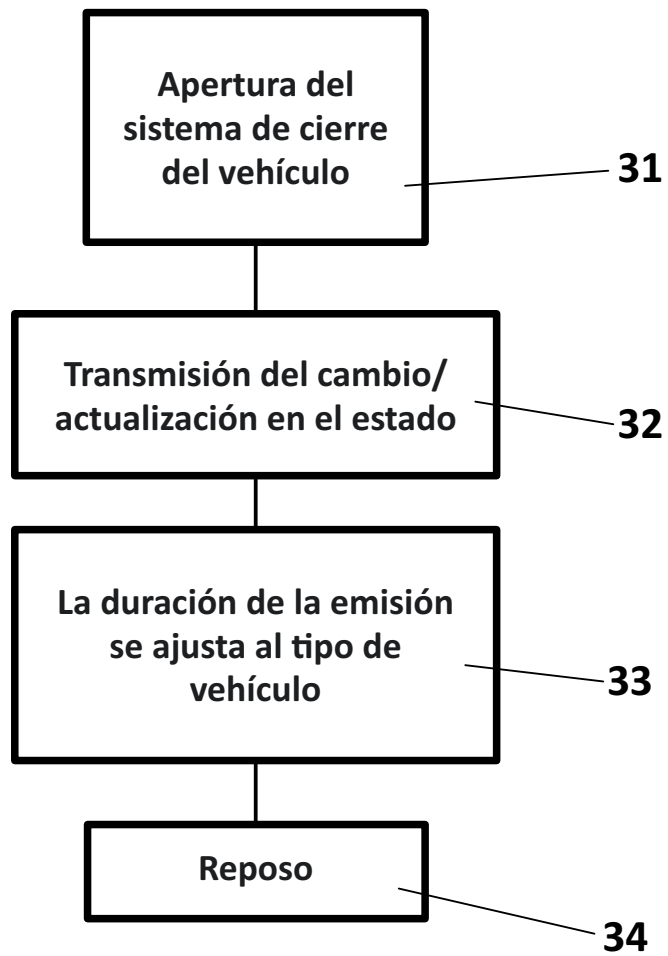 Apertura del
sistema de cierre
del vehículo
31
Transmisión del cambio/
actualización en el estado
32
La duración de la emisión
se ajusta al tipo de
vehículo
33
Reposo
34